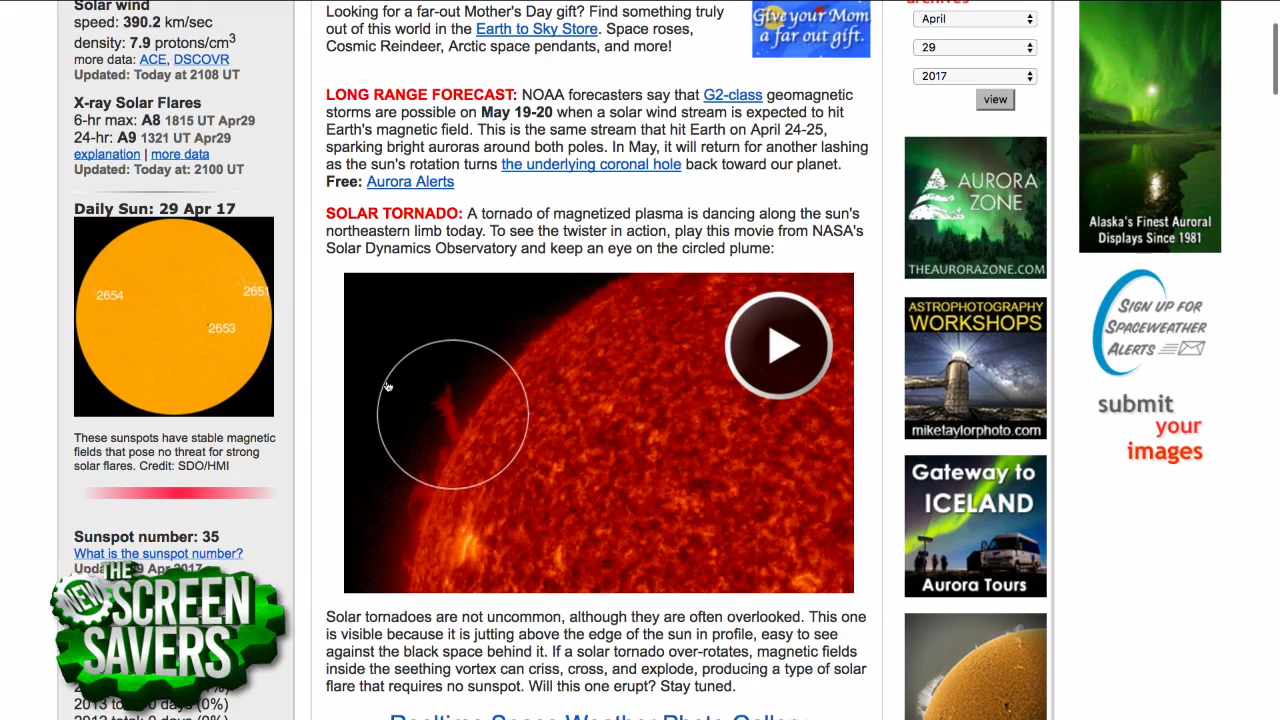 Solar wind
speed: 390.2 km/sec
density: 7.9 protons/cm3
more data: ACE, DSCOVR
Updated: Today at 2108 UT
X-ray Solar Flares
6-hr max: A8 1815 UT Apr29
24-hr: A9 1321 UT Apr29
explanation | more data
Updated: Today at: 2100 UT
Daily Sun: 29 Apr 17
2654
2651
2653
These sunspots have stable magnetic
fields that pose no threat for strong
solar flares. Credit: SDO/HMI
Sunspot number: 35
What is the sunspot number?
Apr 2017
THE
NEW
SCREEN
SAVERS
0 days (0%)
Looking for a far-out Mother's Day gift? Find something truly
out of this world in the Earth to Sky Store. Space roses,
Cosmic Reindeer, Arctic space pendants, and more!
Give your Mom
a far out gift.
LONG RANGE FORECAST: NOAA forecasters say that G2-class geomagnetic
storms are possible on May 19-20 when a solar wind stream is expected to hit
Earth's magnetic field. This is the same stream that hit Earth on April 24-25,
sparking bright auroras around both poles. In May, it will return for another lashing
as the sun's rotation turns the underlying coronal hole back toward our planet.
Free: Aurora Alerts
SOLAR TORNADO: A tornado of magnetized plasma is dancing along the sun's
northeastern limb today. To see the twister in action, play this movie from NASA's
Solar Dynamics Observatory and keep an eye on the circled plume:
Solar tornadoes are not uncommon, although they are often overlooked. This one
is visible because it is jutting above the edge of the sun in profile, easy to see
against the black space behind it. If a solar tornado over-rotates, magnetic fields
inside the seething vortex can criss, cross, and explode, producing a type of solar
flare that requires no sunspot. Will this one erupt? Stay tuned.
Realtime Space Weather Photo Gallery
archives
April
29
2017
view
AURORA
ZONE
THEAURORAZONE.COM
ASTROPHOTOGRAPHY
WORKSHOPS
miketaylorphoto.com
Gateway to
ICELAND
Aurora Tours
Alaska's Finest Auroral
Displays Since 1981
SIGN UP FOR
SPACEWEATHER
ALERTS
submit
your
images